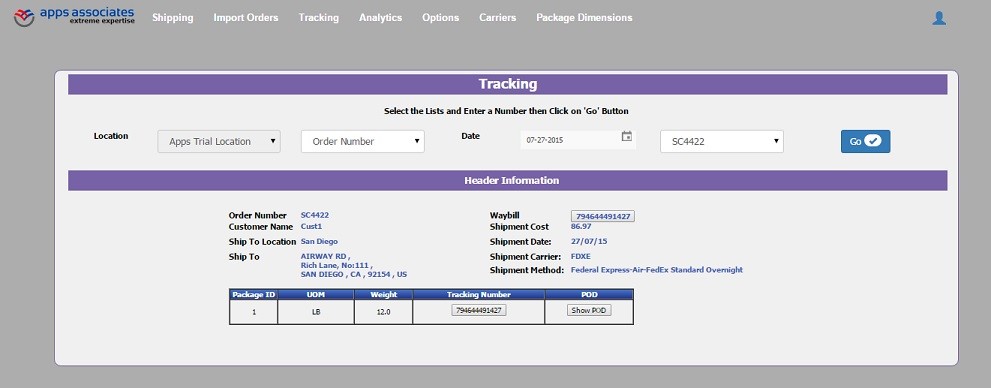 apps associates
extreme expertise
Shipping Import Orders Tracking Analytics Options Carriers Package Dimensions
Tracking
Select the Lists and Enter a Number then Click on 'Go' Button
Location Apps Trial Location Order Number Date 07-27-2015 SC4422 Go
Header Information
Order Number SC4422 Waybill 794644491427
Customer Name Cust1 Shipment Cost 86.97
Ship To Location San Diego Shipment Date: 27/07/15
Ship To AIRWAY RD , Shipment Carrier: FDXE
Rich Lane, No:111 ,
SAN DIEGO , CA , 92154 , US Shipment Method: Federal Express-Air-FedEx Standard Overnight
Package ID UOM Weight Tracking Number POD
1 LB 12.0 794644491427 Show POD